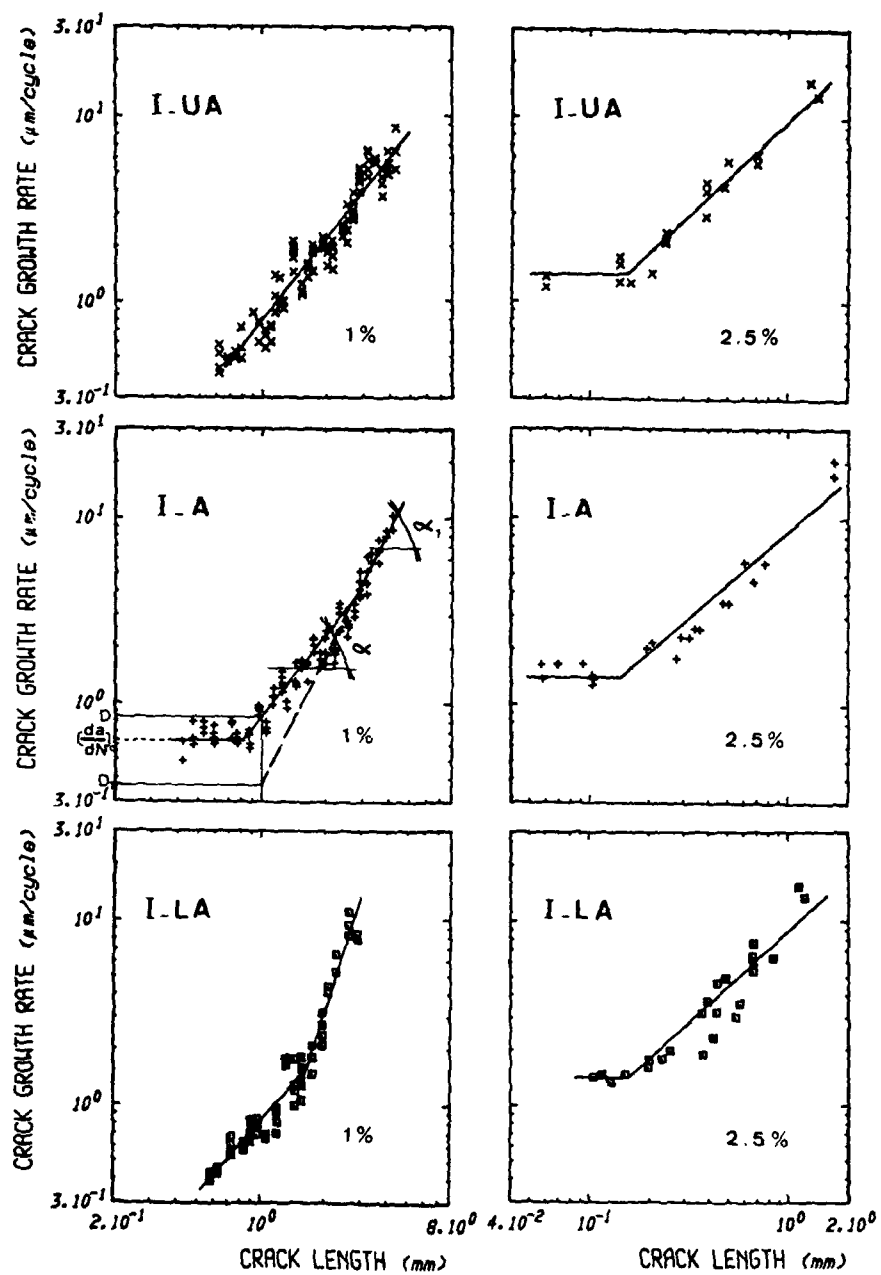 3.10¹
I_UA
I_UA
10¹
10⁰
1%
2.5%
3.10⁻¹
CRACK GROWTH RATE (µm/cycle)
3.10¹
I_A
I_A
10¹
α₁
α
10⁰
D
(da/dN)
D
1%
2.5%
3.10⁻¹
CRACK GROWTH RATE (µm/cycle)
3.10¹
I_LA
I_LA
10¹
10⁰
1%
2.5%
3.10⁻¹
CRACK GROWTH RATE (µm/cycle)
2.10⁻¹ 10⁰ 8.10⁰ 4.10⁻² 10⁻¹ 10⁰ 2.10⁰
CRACK LENGTH (mm) CRACK LENGTH (mm)